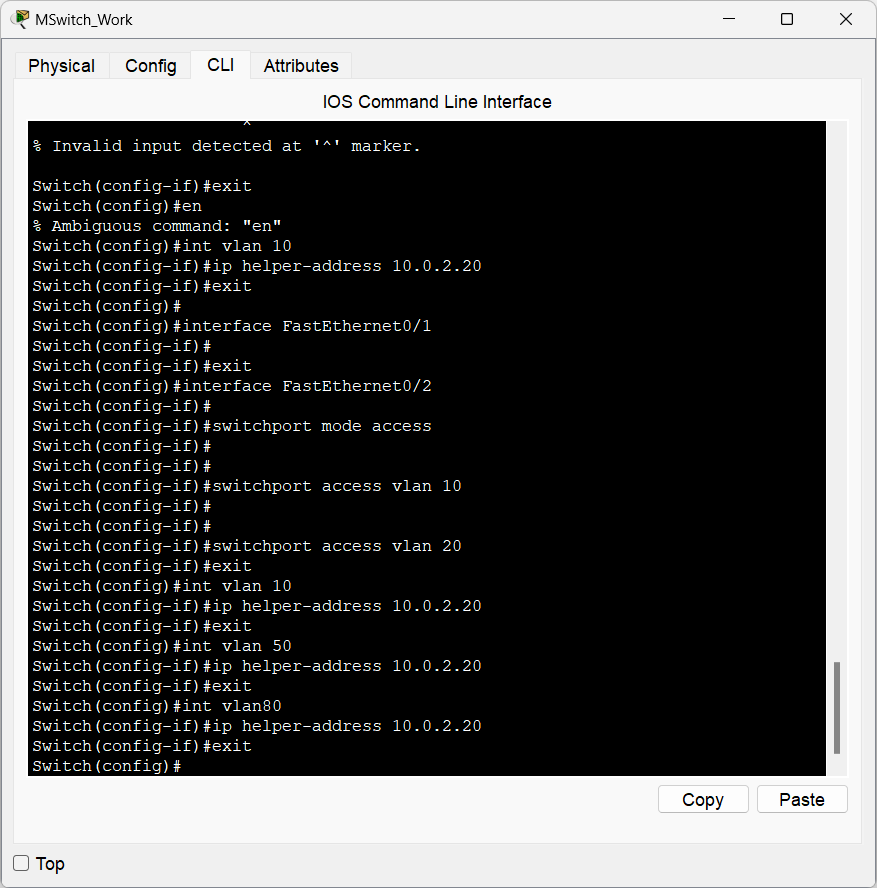 MSwitch_Work
Physical
Config
CLI
Attributes
IOS Command Line Interface
^
% Invalid input detected at '^' marker.
Switch(config-if)#exit
Switch(config)#en
% Ambiguous command: "en"
Switch(config)#int vlan 10
Switch(config-if)#ip helper-address 10.0.2.20
Switch(config-if)#exit
Switch(config)#
Switch(config)#interface FastEthernet0/1
Switch(config-if)#
Switch(config-if)#exit
Switch(config)#interface FastEthernet0/2
Switch(config-if)#
Switch(config-if)#switchport mode access
Switch(config-if)#
Switch(config-if)#
Switch(config-if)#switchport access vlan 10
Switch(config-if)#
Switch(config-if)#
Switch(config-if)#switchport access vlan 20
Switch(config-if)#exit
Switch(config)#int vlan 10
Switch(config-if)#ip helper-address 10.0.2.20
Switch(config-if)#exit
Switch(config)#int vlan 50
Switch(config-if)#ip helper-address 10.0.2.20
Switch(config-if)#exit
Switch(config)#int vlan80
Switch(config-if)#ip helper-address 10.0.2.20
Switch(config-if)#exit
Switch(config)#
Copy
Paste
Top